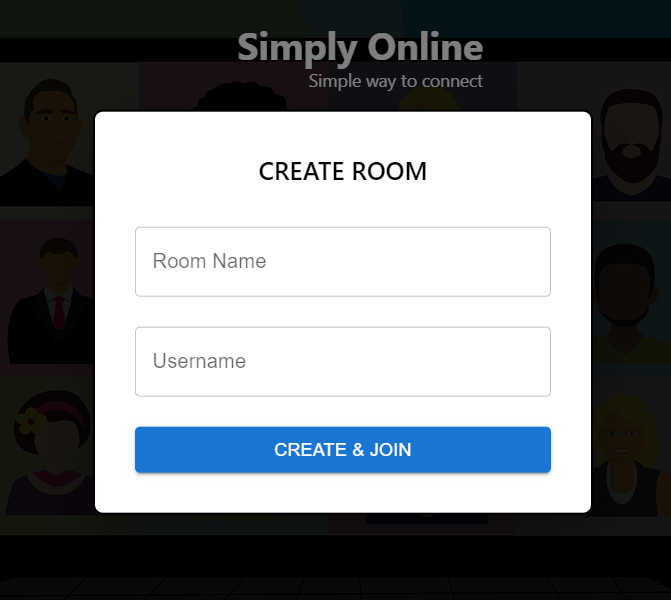 Simply Online
Simple way to connect
CREATE ROOM
Room Name
Username
CREATE & JOIN